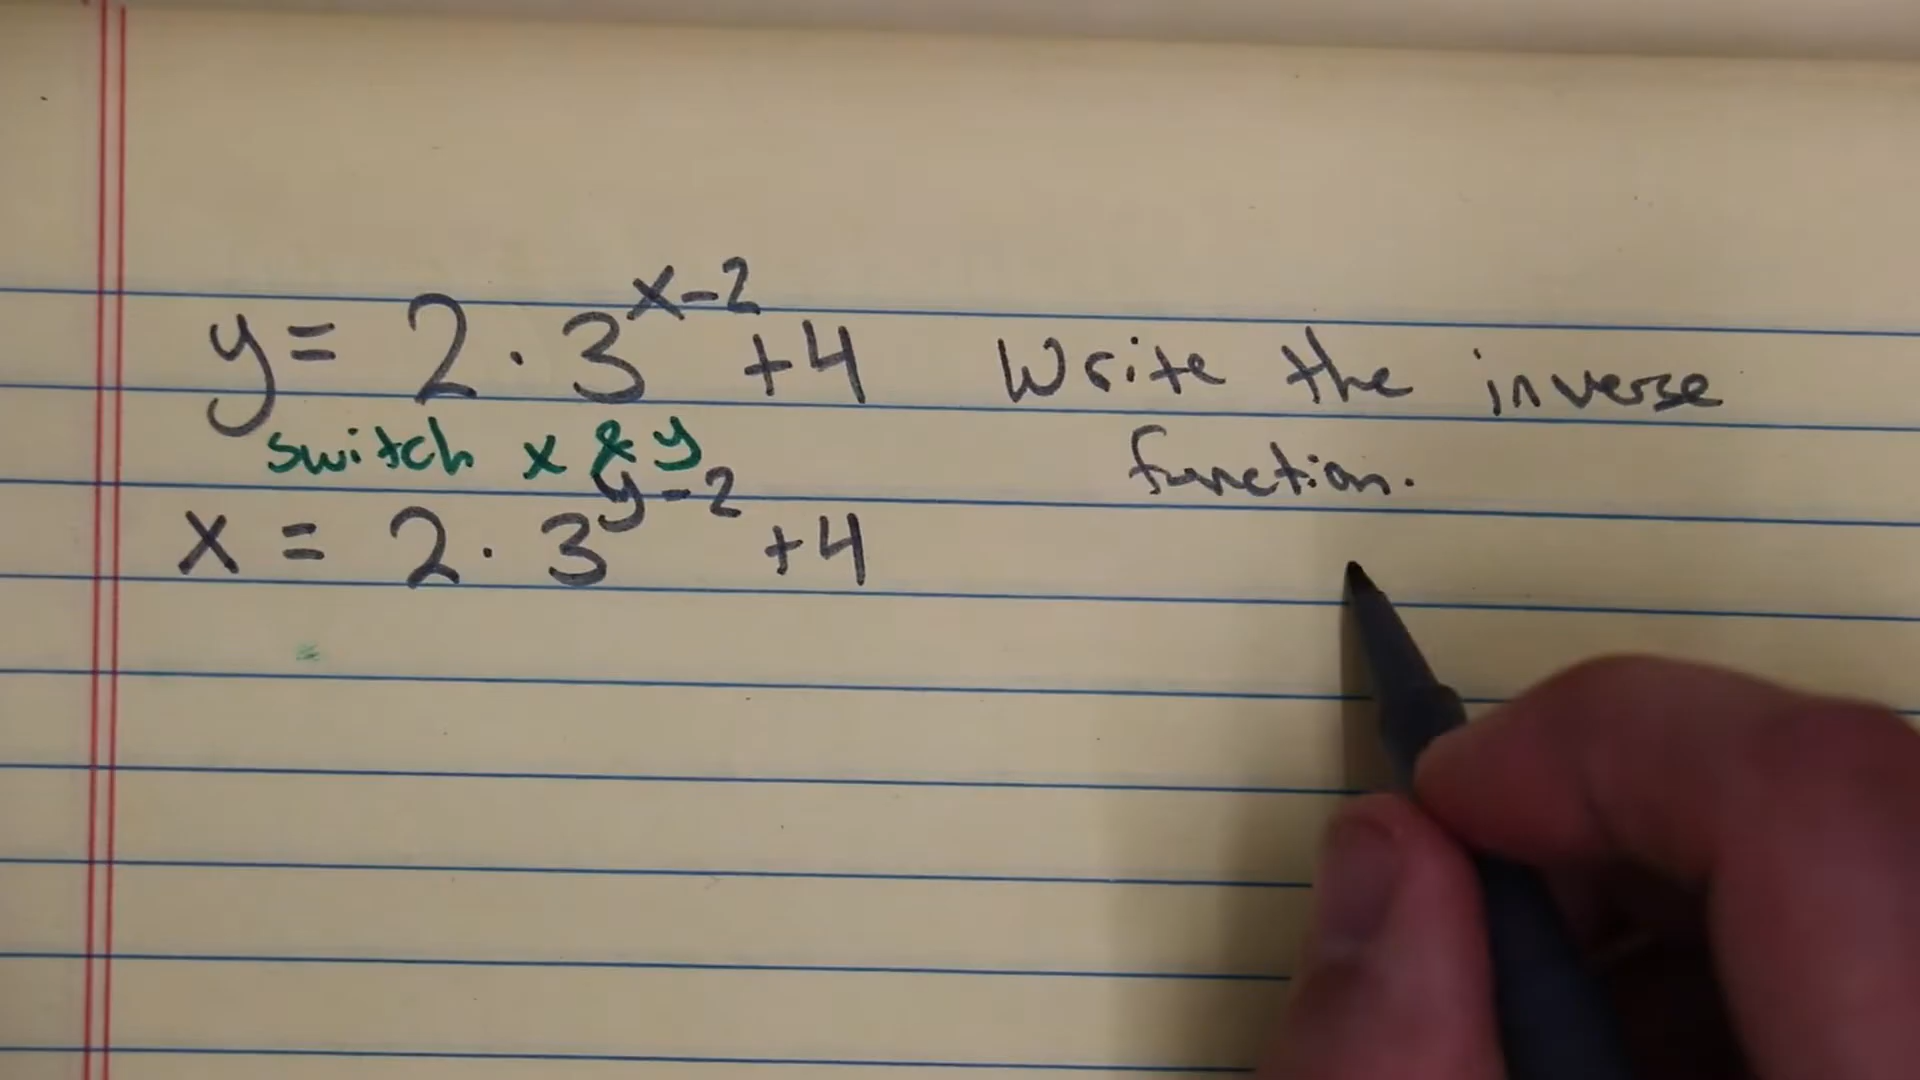 y = 2 · 3^(x-2) + 4 Write the inverse
function.
switch x & y
x = 2 · 3^(y-2) + 4